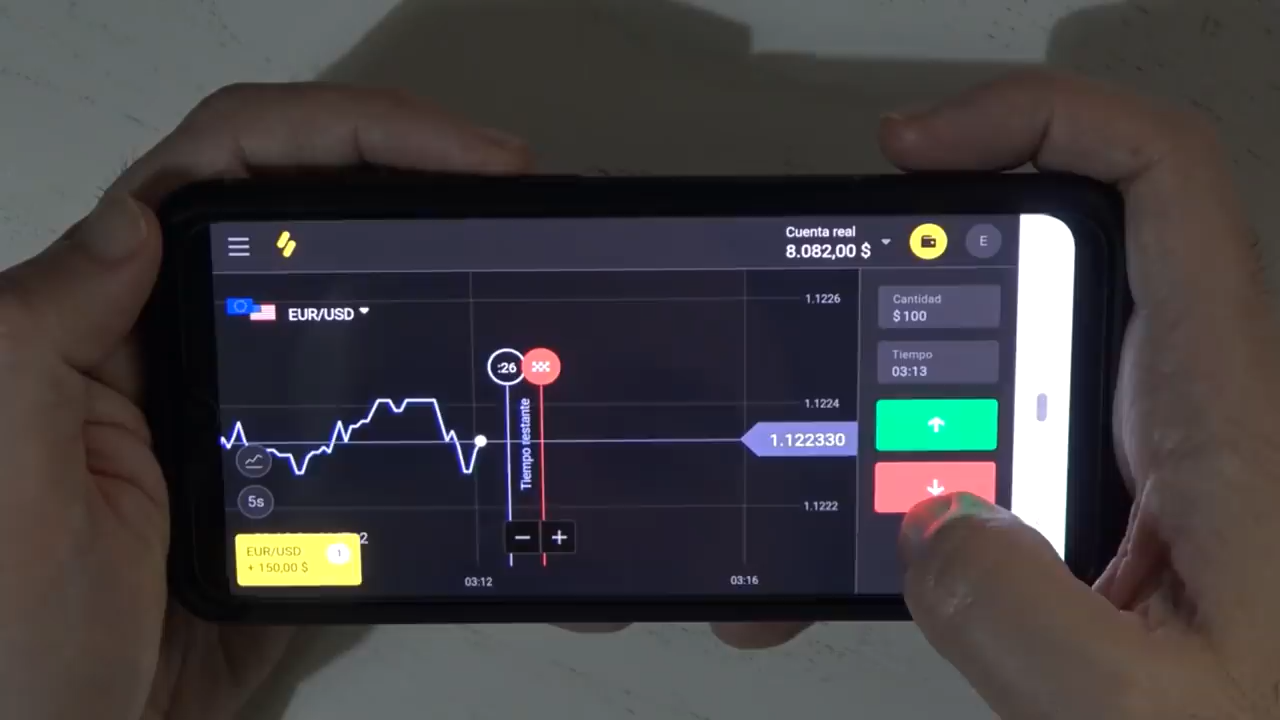 Cuenta real
8.082,00 $
E
EUR/USD
1.1226
Cantidad
$ 100
Tiempo
03:13
:26
Tiempo restante
1.1224
1.122330
1.1222
5s
2
EUR/USD
1
+ 150,00 $
− +
03:12
03:16